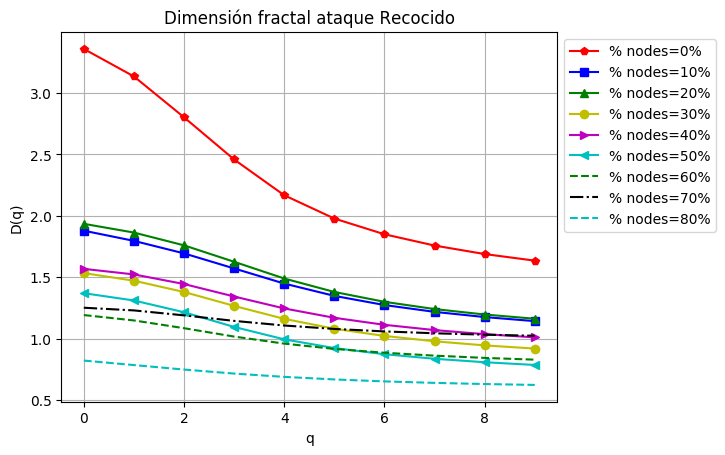 Dimensión fractal ataque Recocido
D(q)
3.0
2.5
2.0
1.5
1.0
0.5
0
2
4
6
8
q
% nodes=0%
% nodes=10%
% nodes=20%
% nodes=30%
% nodes=40%
% nodes=50%
% nodes=60%
% nodes=70%
% nodes=80%